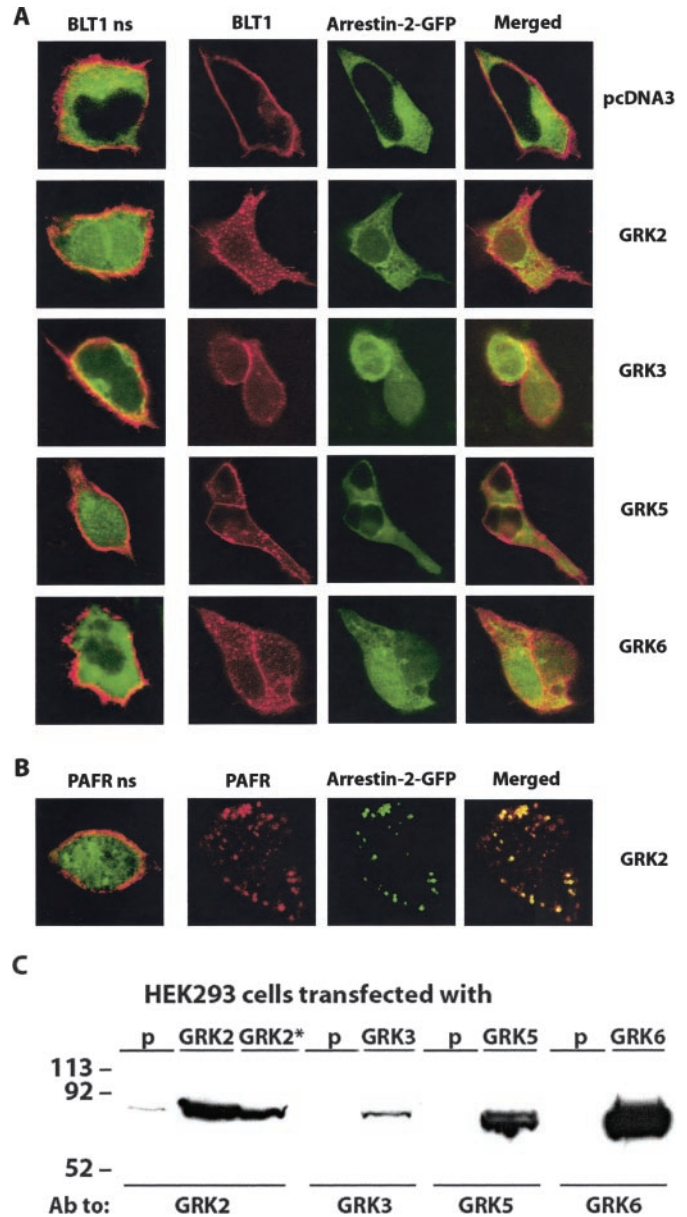 A
BLT1 ns BLT1 Arrestin-2-GFP Merged
pcDNA3
GRK2
GRK3
GRK5
GRK6
B
PAFR ns PAFR Arrestin-2-GFP Merged
GRK2
C
HEK293 cells transfected with
p GRK2 GRK2* p GRK3 p GRK5 p GRK6
113 –
92 –
52 –
Ab to: GRK2 GRK3 GRK5 GRK6